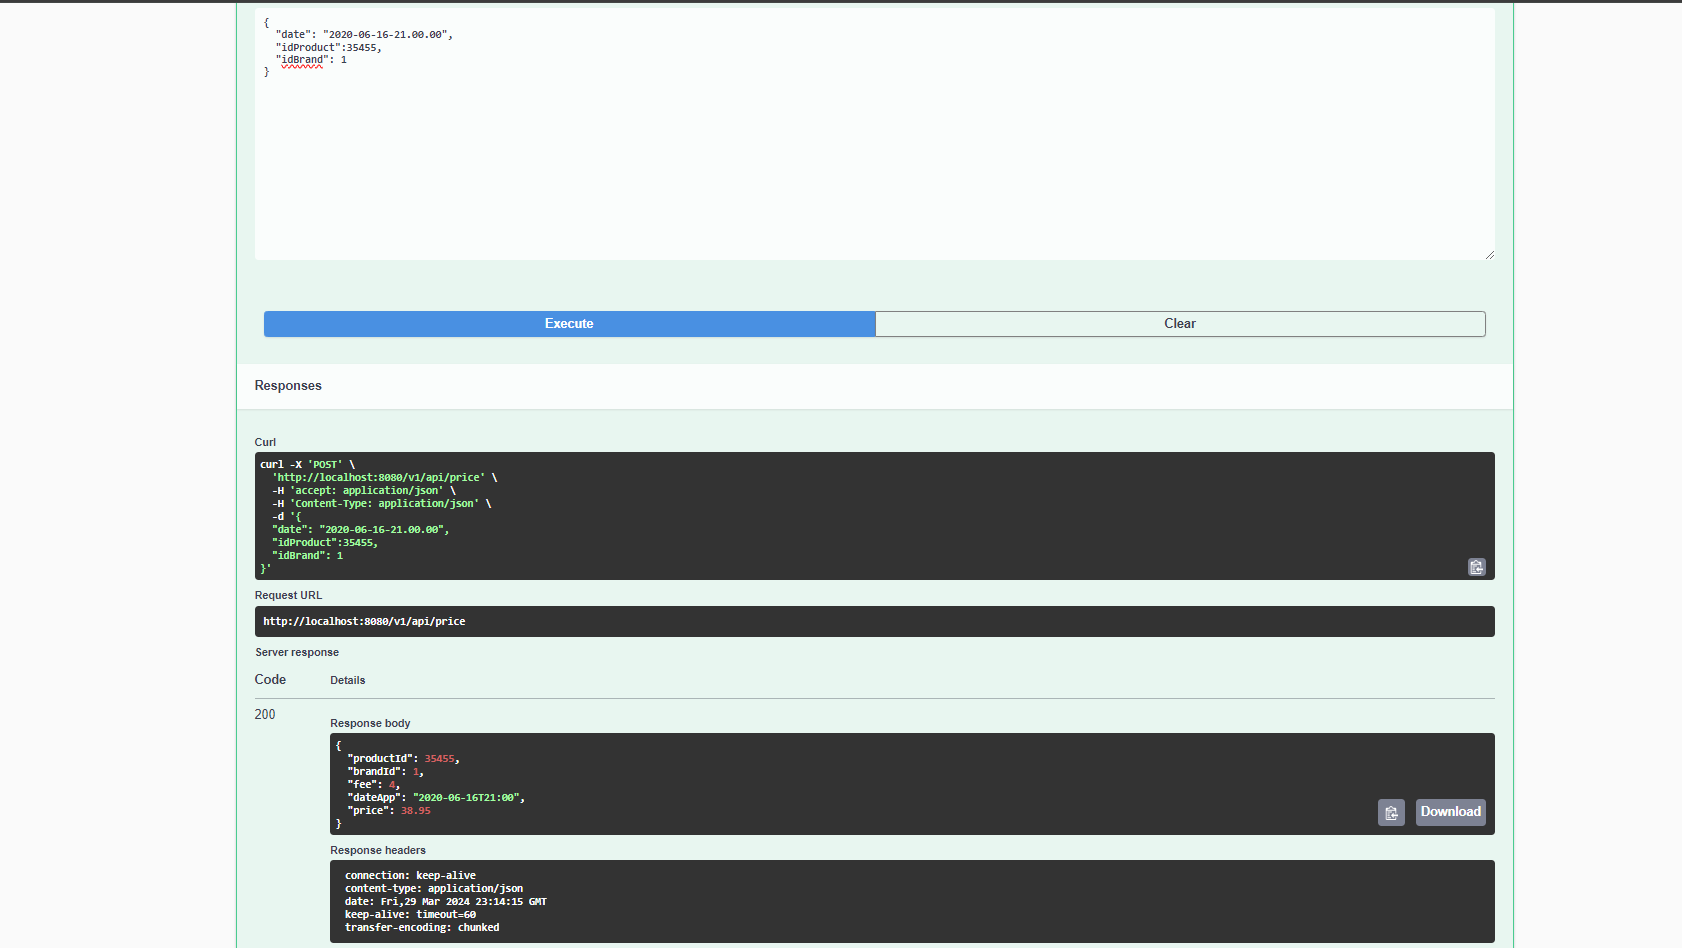 {
  "date": "2020-06-16-21.00.00",
  "idProduct":35455,
  "idBrand": 1
}
Execute
Clear
Responses
Curl
curl -X 'POST' \
  'http://localhost:8080/v1/api/price' \
  -H 'accept: application/json' \
  -H 'Content-Type: application/json' \
  -d '{
  "date": "2020-06-16-21.00.00",
  "idProduct":35455,
  "idBrand": 1
}'
Request URL
http://localhost:8080/v1/api/price
Server response
Code Details
200
Response body
{
  "productId": 35455,
  "brandId": 1,
  "fee": 4,
  "dateApp": "2020-06-16T21:00",
  "price": 38.95
}
Download
Response headers
connection: keep-alive
content-type: application/json
date: Fri,29 Mar 2024 23:14:15 GMT
keep-alive: timeout=60
transfer-encoding: chunked